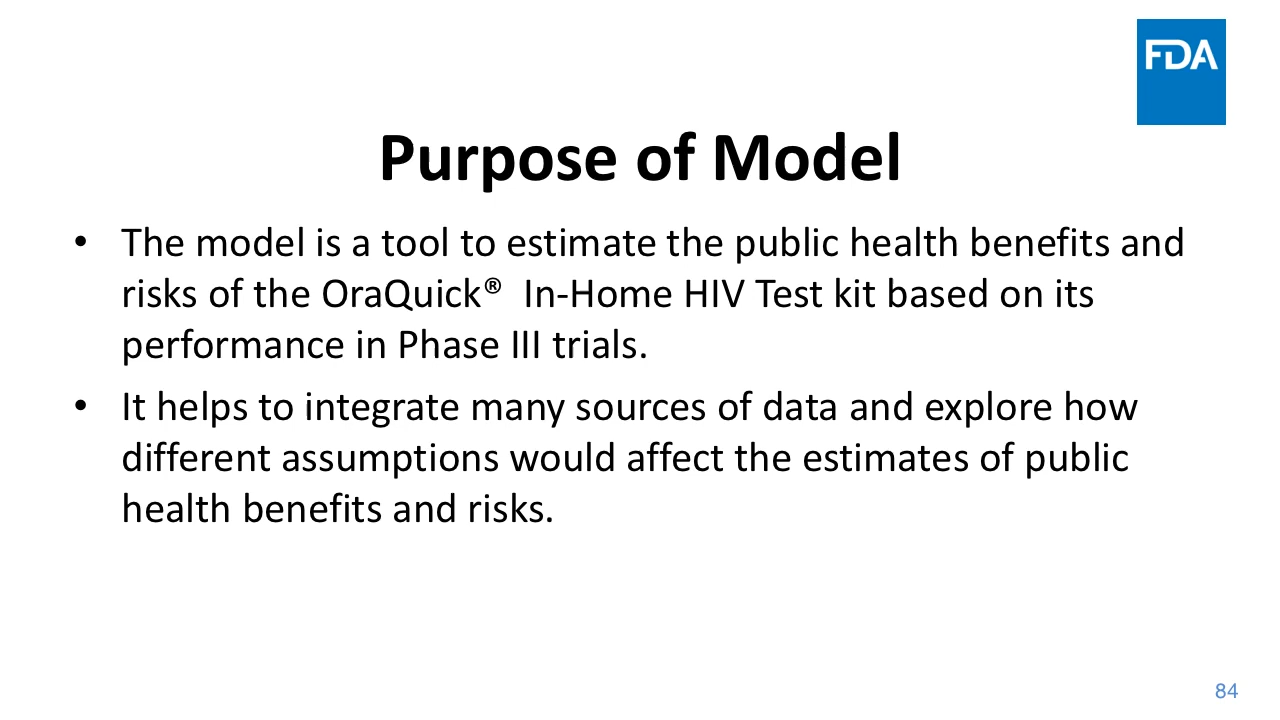 FDA
Purpose of Model
• The model is a tool to estimate the public health benefits and
risks of the OraQuick® In-Home HIV Test kit based on its
performance in Phase III trials.
• It helps to integrate many sources of data and explore how
different assumptions would affect the estimates of public
health benefits and risks.
84